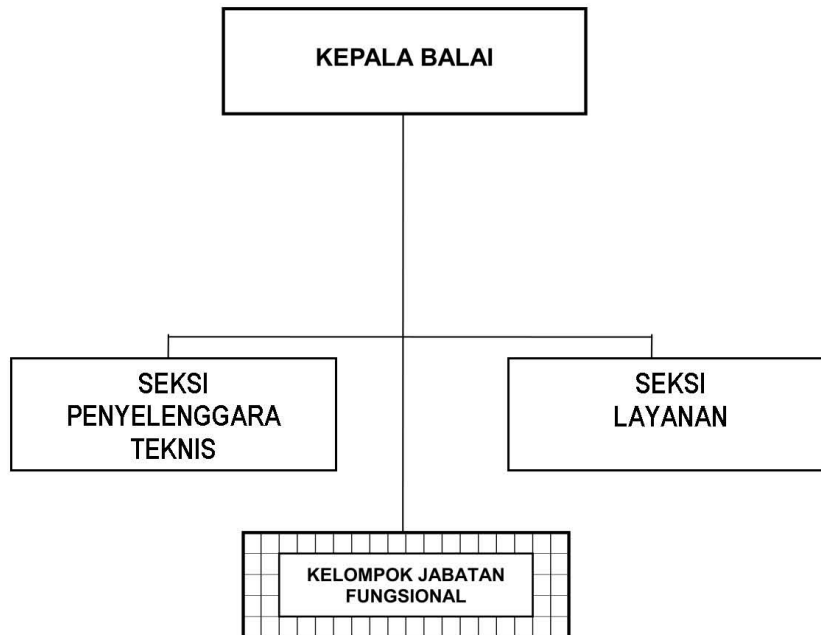 KEPALA BALAI
SEKSI
PENYELENGGARA
TEKNIS
SEKSI
LAYANAN
KELOMPOK JABATAN
FUNGSIONAL